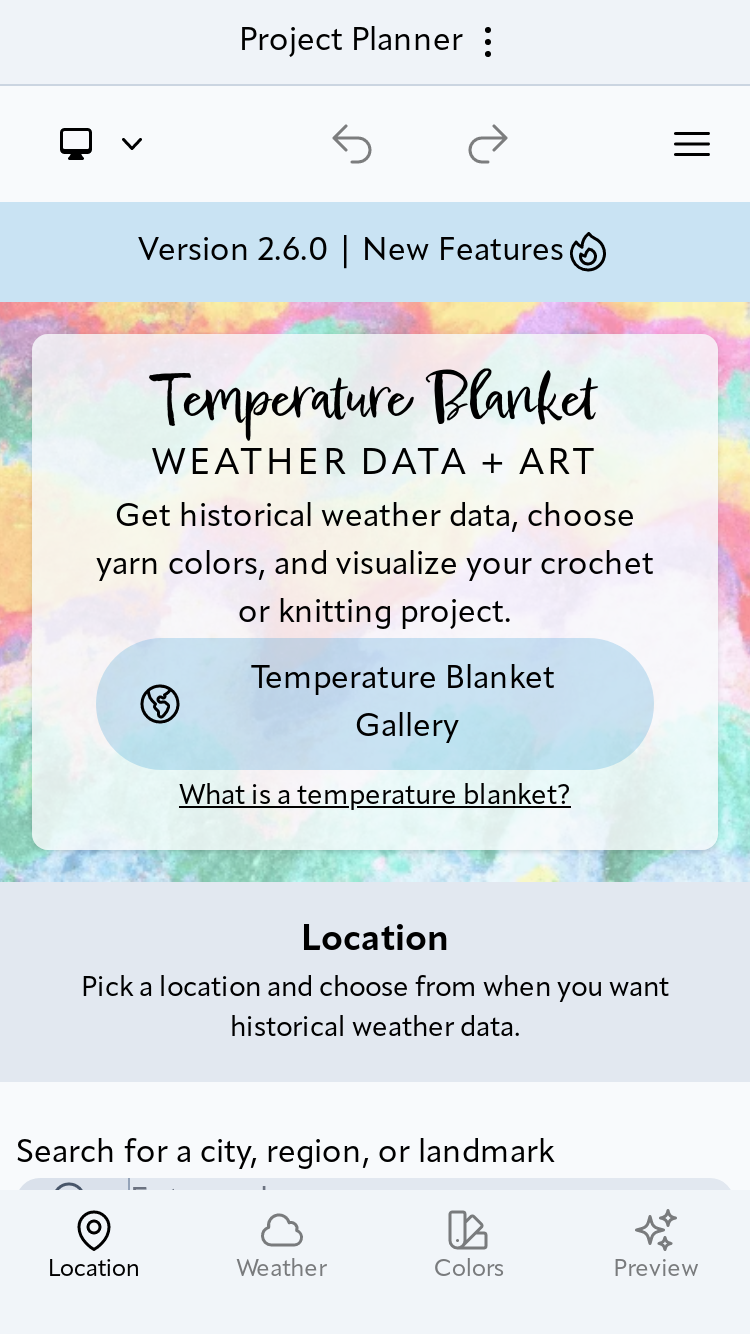 Project Planner
Version 2.6.0 | New Features
Temperature Blanket
WEATHER DATA + ART
Get historical weather data, choose
yarn colors, and visualize your crochet
or knitting project.
Temperature Blanket
Gallery
What is a temperature blanket?
Location
Pick a location and choose from when you want
historical weather data.
Search for a city, region, or landmark
Location
Weather
Colors
Preview